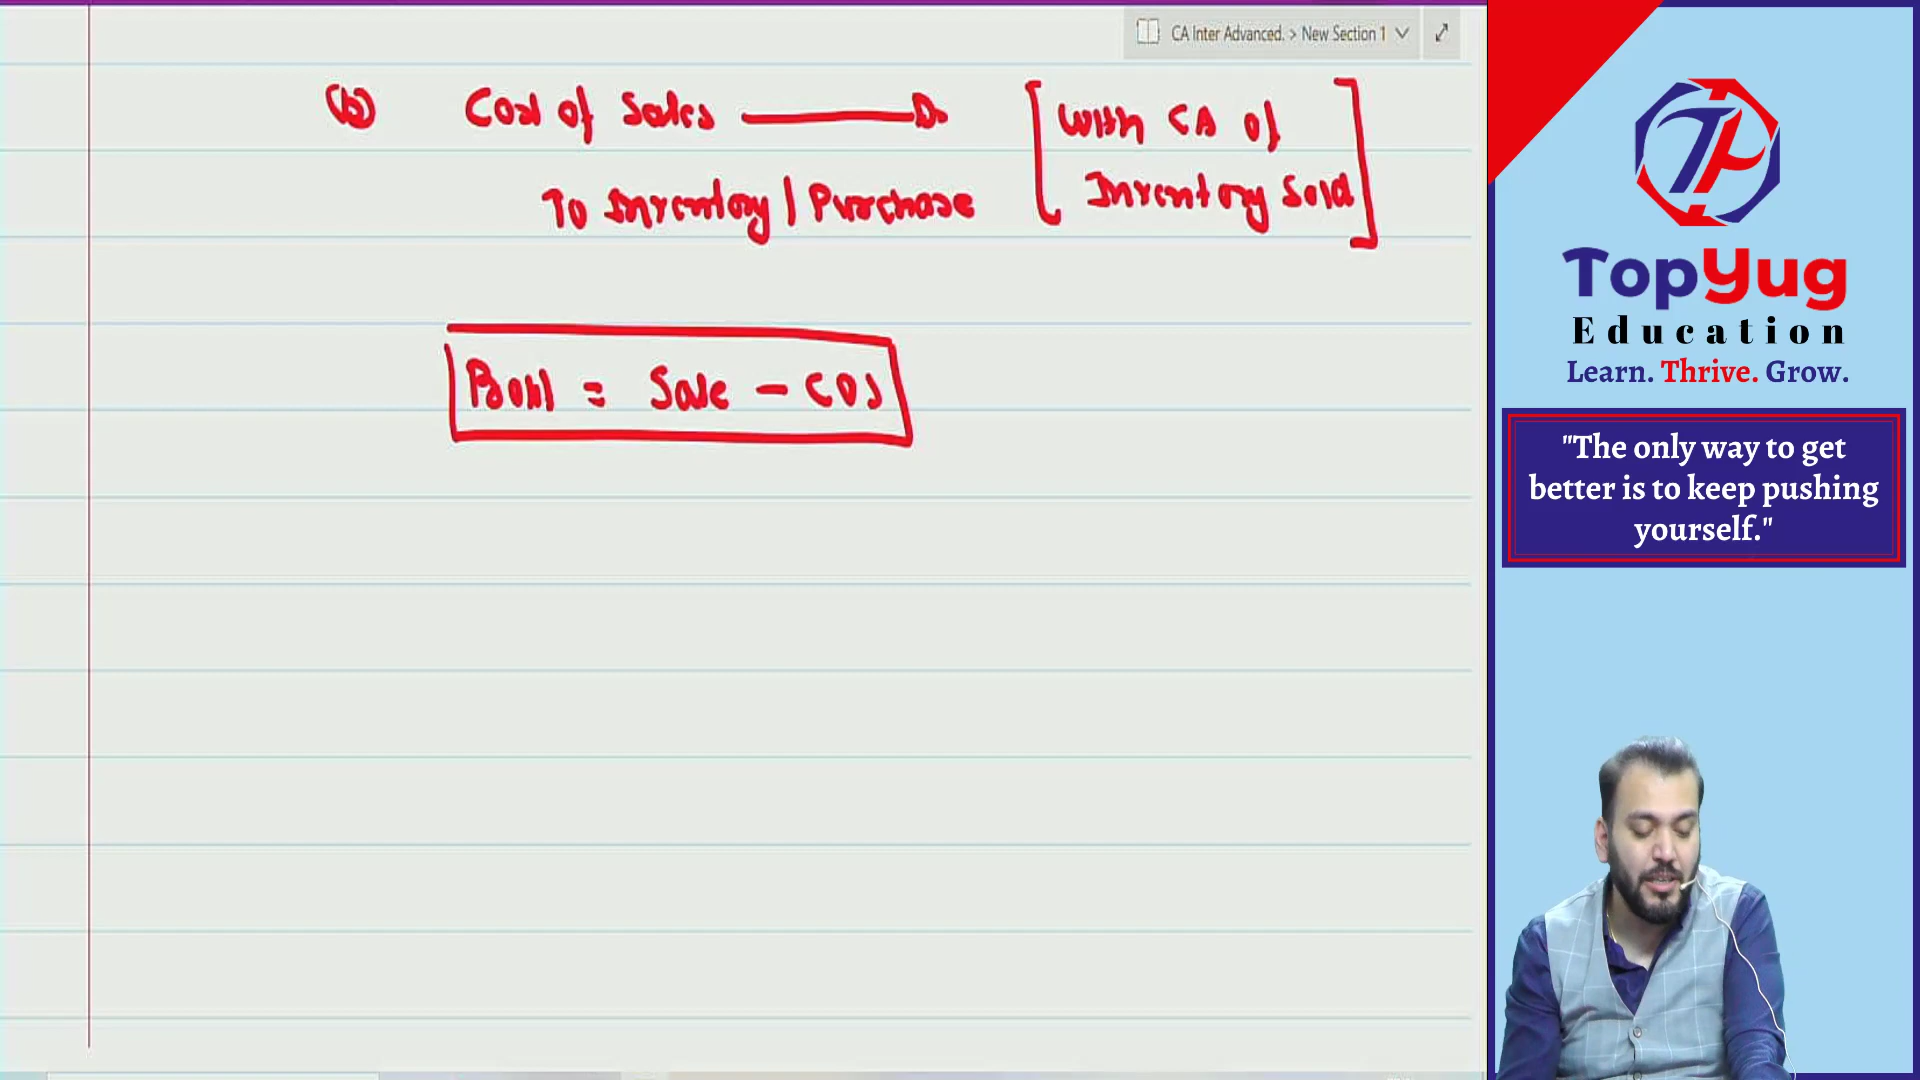 CA Inter Advanced. > New Section 1
(b) Cost of Sales Dr [With CA of
To Inventory / Purchase Inventory Sold]
Profit = Sale - COS
TopYug
Education
Learn. Thrive. Grow.
"The only way to get
better is to keep pushing
yourself."